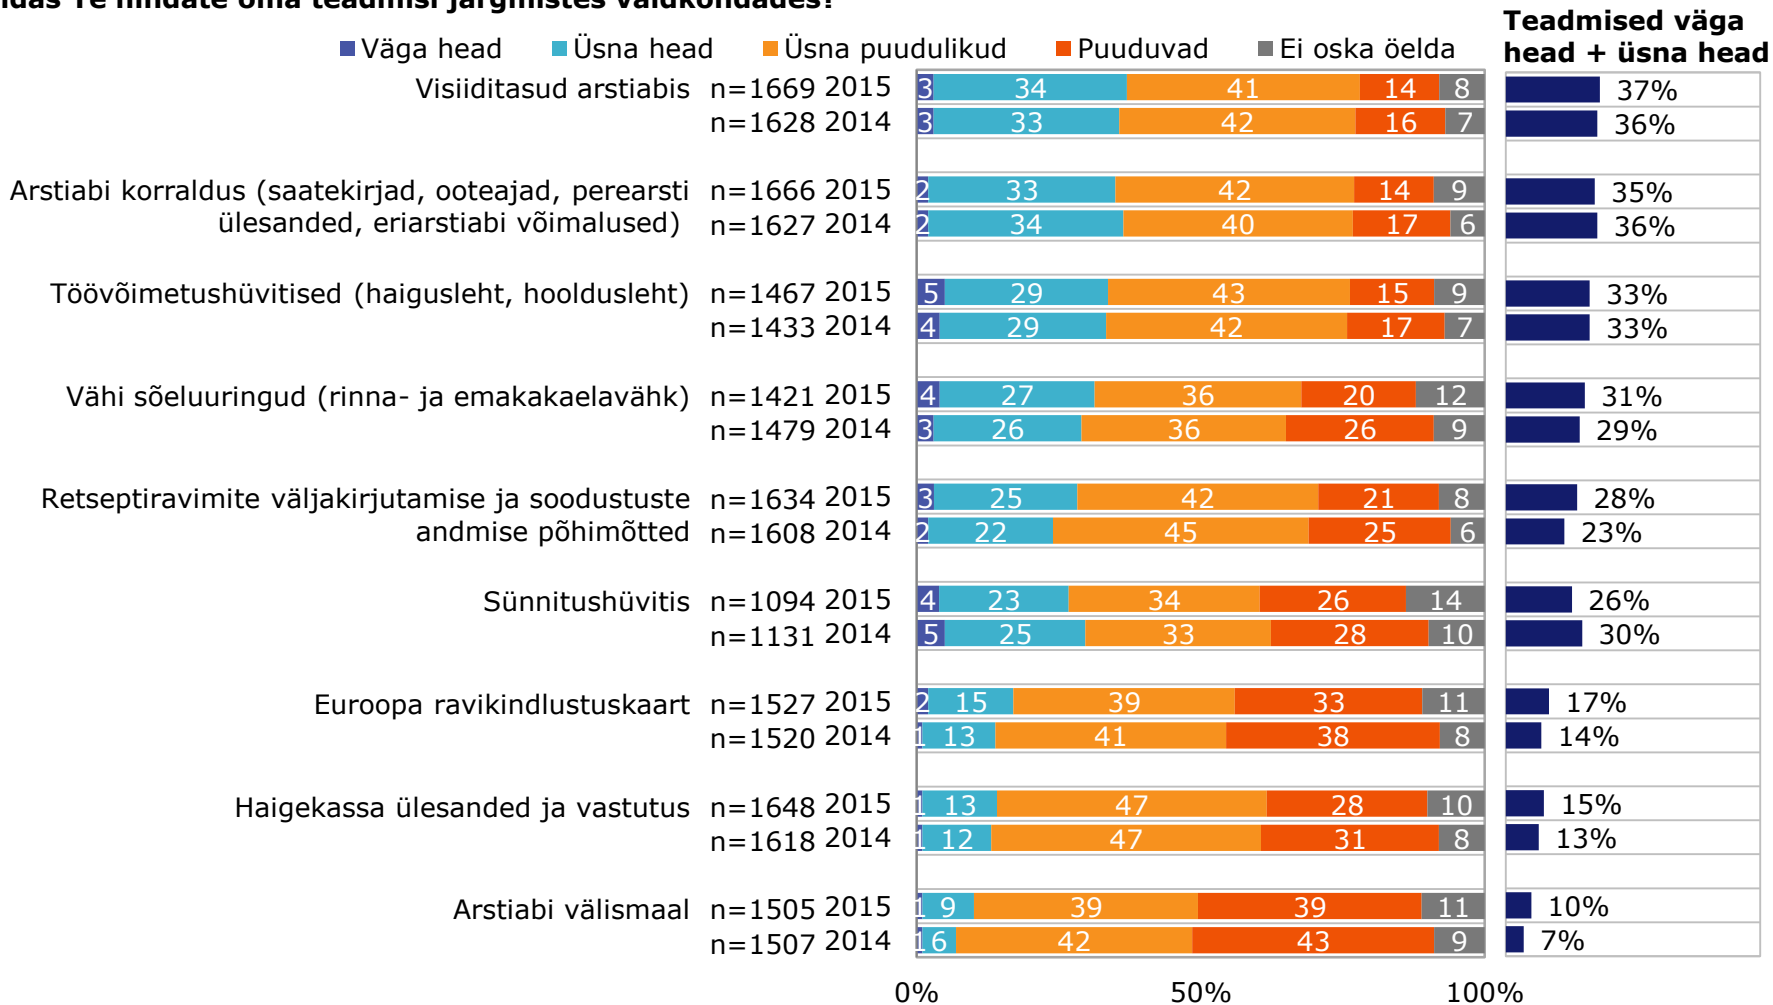 Te hindate oma teadmisi järgmistes valdkondades?
Teadmised väga
head + üsna head
Väga head Üsna head Üsna puudulikud Puuduvad Ei oska öelda
Visiiditasud arstiabis n=1669 2015 3 34 41 14 8 37%
n=1628 2014 3 33 42 16 7 36%
Arstiabi korraldus (saatekirjad, ooteajad, perearsti n=1666 2015 2 33 42 14 9 35%
ülesanded, eriarstiabi võimalused) n=1627 2014 2 34 40 17 6 36%
Töövõimetushüvitised (haigusleht, hooldusleht) n=1467 2015 5 29 43 15 9 33%
n=1433 2014 4 29 42 17 7 33%
Vähi sõeluuringud (rinna- ja emakakaelavähk) n=1421 2015 4 27 36 20 12 31%
n=1479 2014 3 26 36 26 9 29%
Retseptiravimite väljakirjutamise ja soodustuste n=1634 2015 3 25 42 21 8 28%
andmise põhimõtted n=1608 2014 2 22 45 25 6 23%
Sünnitushüvitis n=1094 2015 4 23 34 26 14 26%
n=1131 2014 5 25 33 28 10 30%
Euroopa ravikindlustuskaart n=1527 2015 2 15 39 33 11 17%
n=1520 2014 1 13 41 38 8 14%
Haigekassa ülesanded ja vastutus n=1648 2015 1 13 47 28 10 15%
n=1618 2014 1 12 47 31 8 13%
Arstiabi välismaal n=1505 2015 1 9 39 39 11 10%
n=1507 2014 1 6 42 43 9 7%
0% 50% 100%